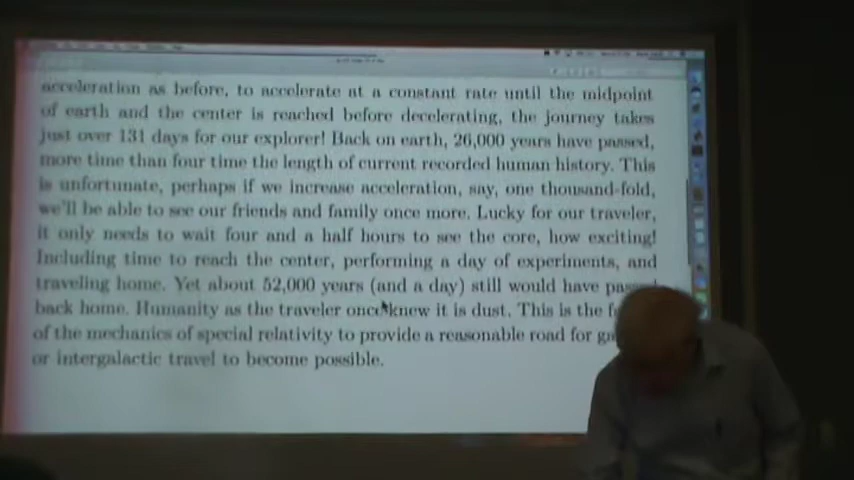 acceleration as before, to accelerate at a constant rate until the midpoint
of earth and the center is reached before decelerating, the journey takes
just over 131 days for our explorer! Back on earth, 26,000 years have passed,
more time than four time the length of current recorded human history. This
is unfortunate, perhaps if we increase acceleration, say, one thousand-fold,
we'll be able to see our friends and family once more. Lucky for our traveler,
it only needs to wait four and a half hours to see the core, how exciting!
Including time to reach the center, performing a day of experiments, and
traveling home. Yet about 52,000 years (and a day) still would have passed
back home. Humanity as the traveler once knew it is dust. This is the
of the mechanics of special relativity to provide a reasonable road for
or intergalactic travel to become possible.